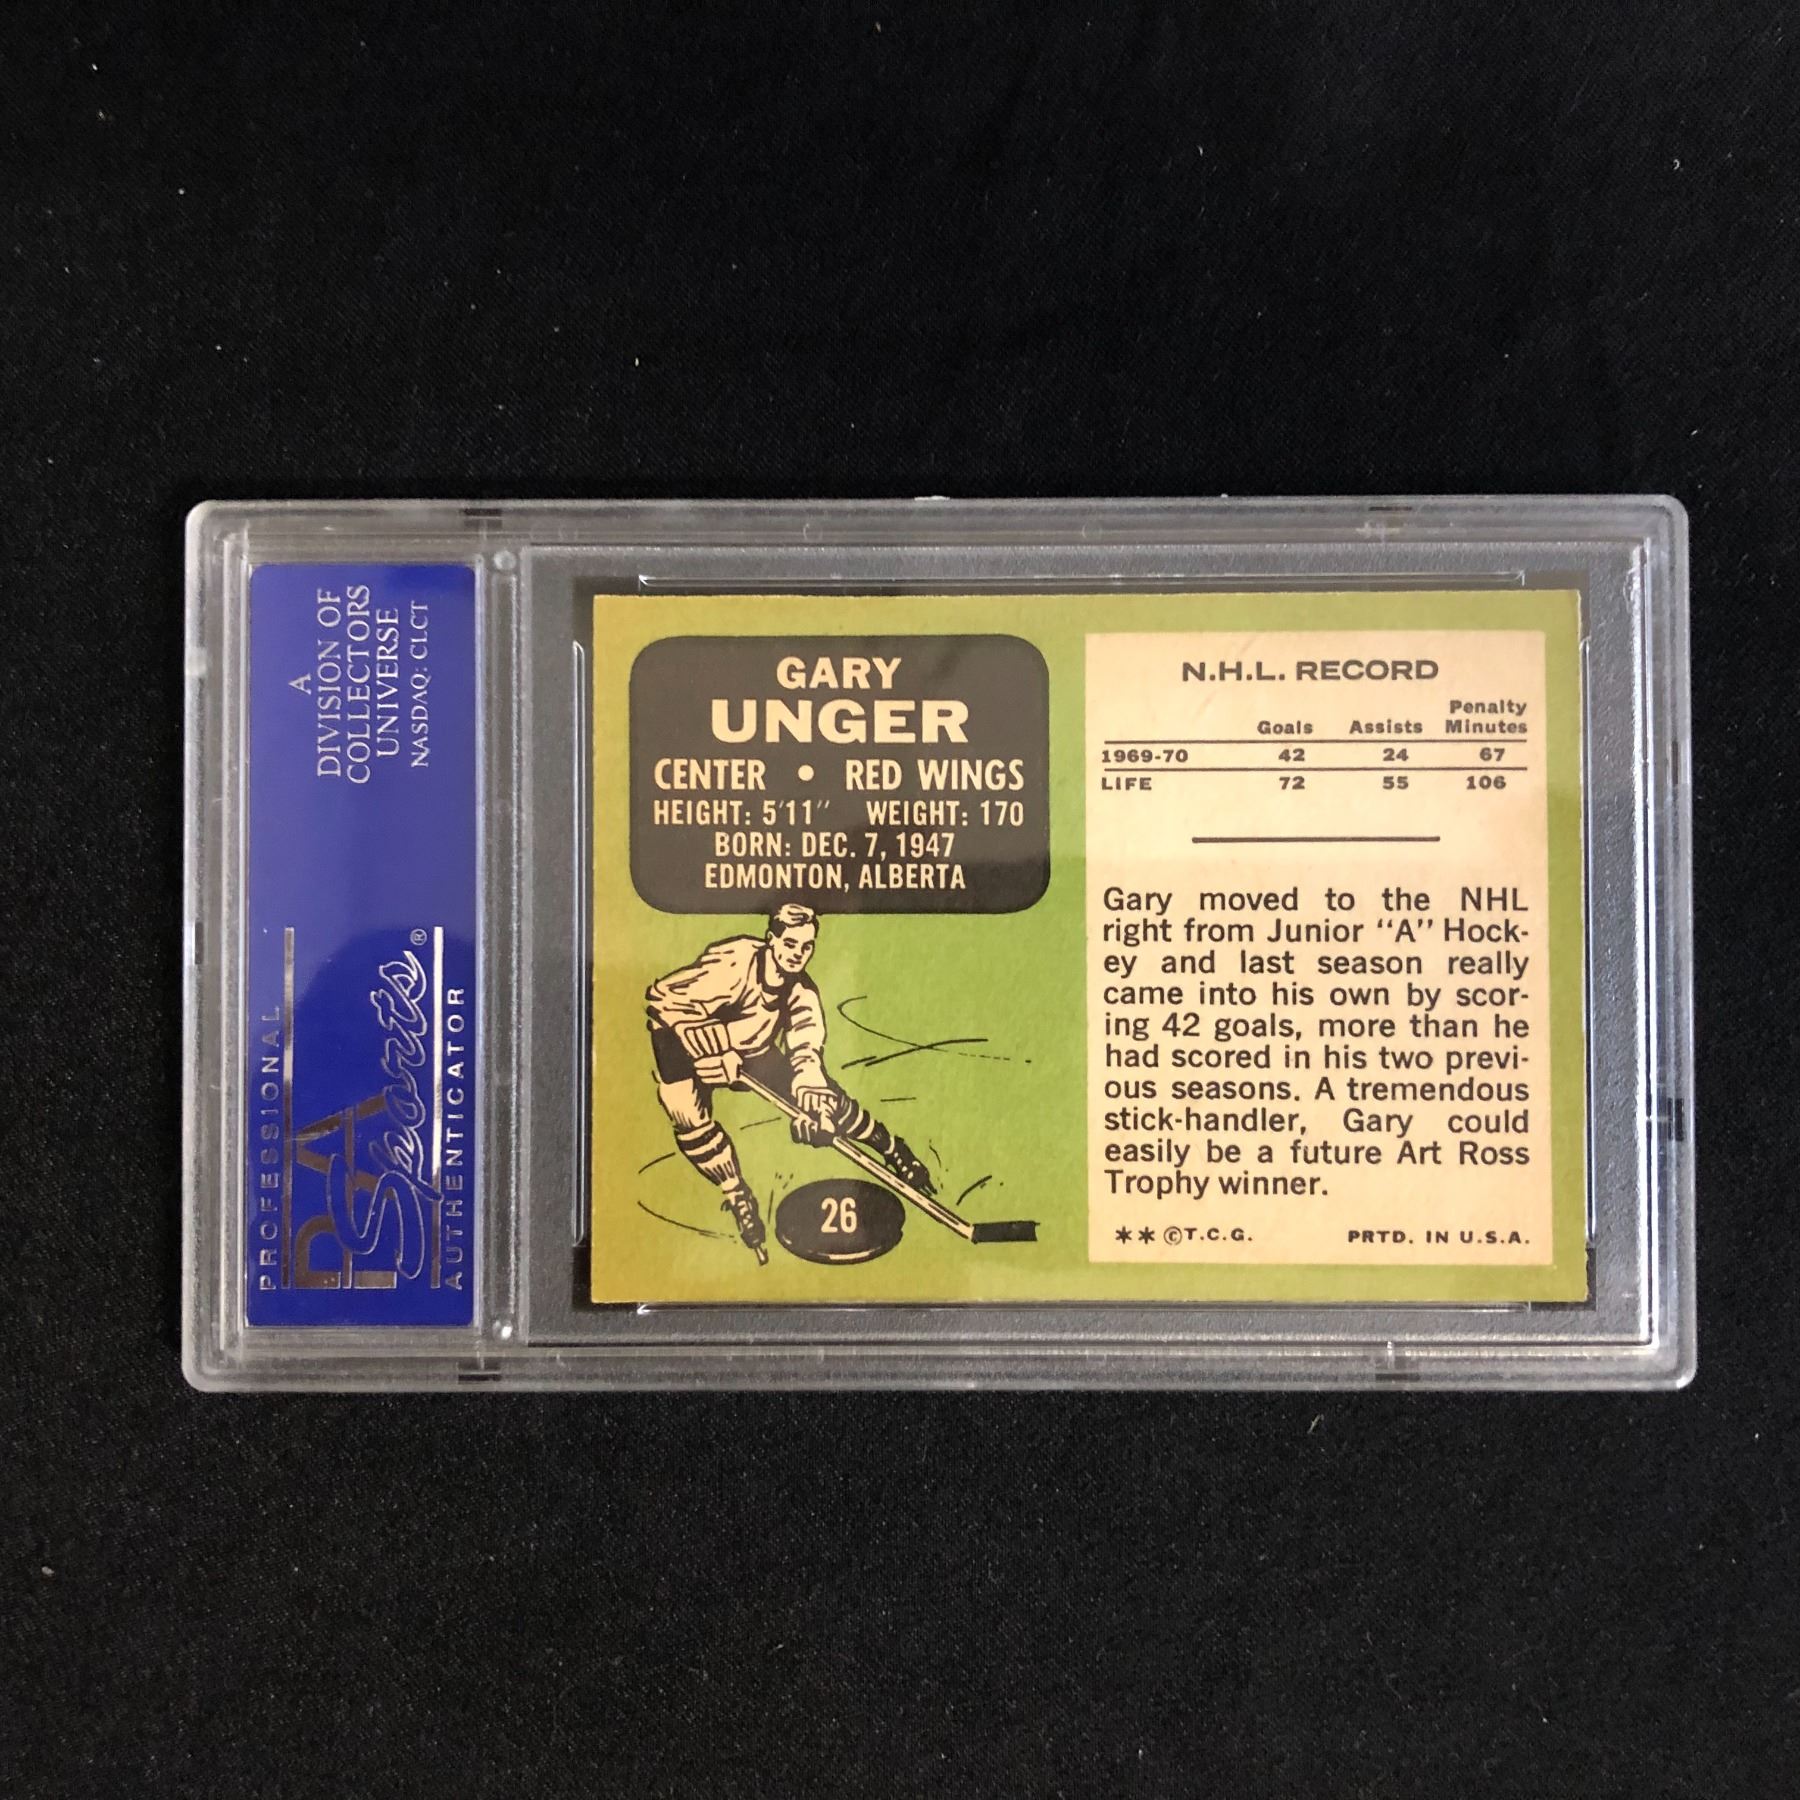 A
DIVISION OF
COLLECTORS
UNIVERSE
NASDAQ: CLCT
PROFESSIONAL
PSA
Sports®
AUTHENTICATOR
GARY
UNGER
CENTER • RED WINGS
HEIGHT: 5'11" WEIGHT: 170
BORN: DEC. 7, 1947
EDMONTON, ALBERTA
26
N.H.L. RECORD
Penalty
Goals Assists Minutes
1969-70 42 24 67
LIFE 72 55 106
Gary moved to the NHL
right from Junior "A" Hock-
ey and last season really
came into his own by scor-
ing 42 goals, more than he
had scored in his two previ-
ous seasons. A tremendous
stick-handler, Gary could
easily be a future Art Ross
Trophy winner.
** ©T.C.G. PRTD. IN U.S.A.